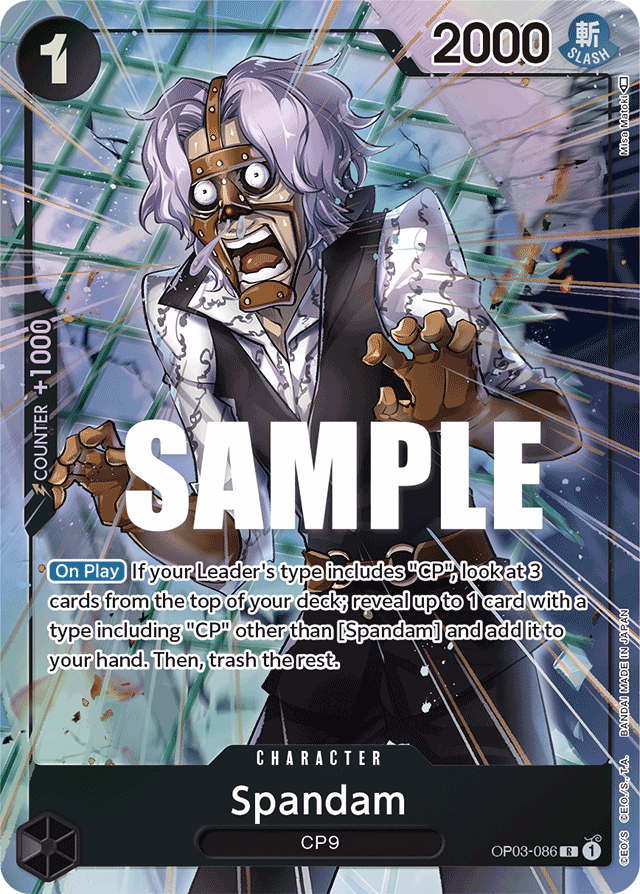 1
2000
斬
SLASH
Misa Matoki
COUNTER +1000
SAMPLE
On Play If your Leader's type includes "CP", look at 3
cards from the top of your deck; reveal up to 1 card with a
type including "CP" other than [Spandam] and add it to
your hand. Then, trash the rest.
CHARACTER
Spandam
CP9
OP03-086 R 1
©EO/S ©E.O./S., T.A. BANDAI MADE IN JAPAN